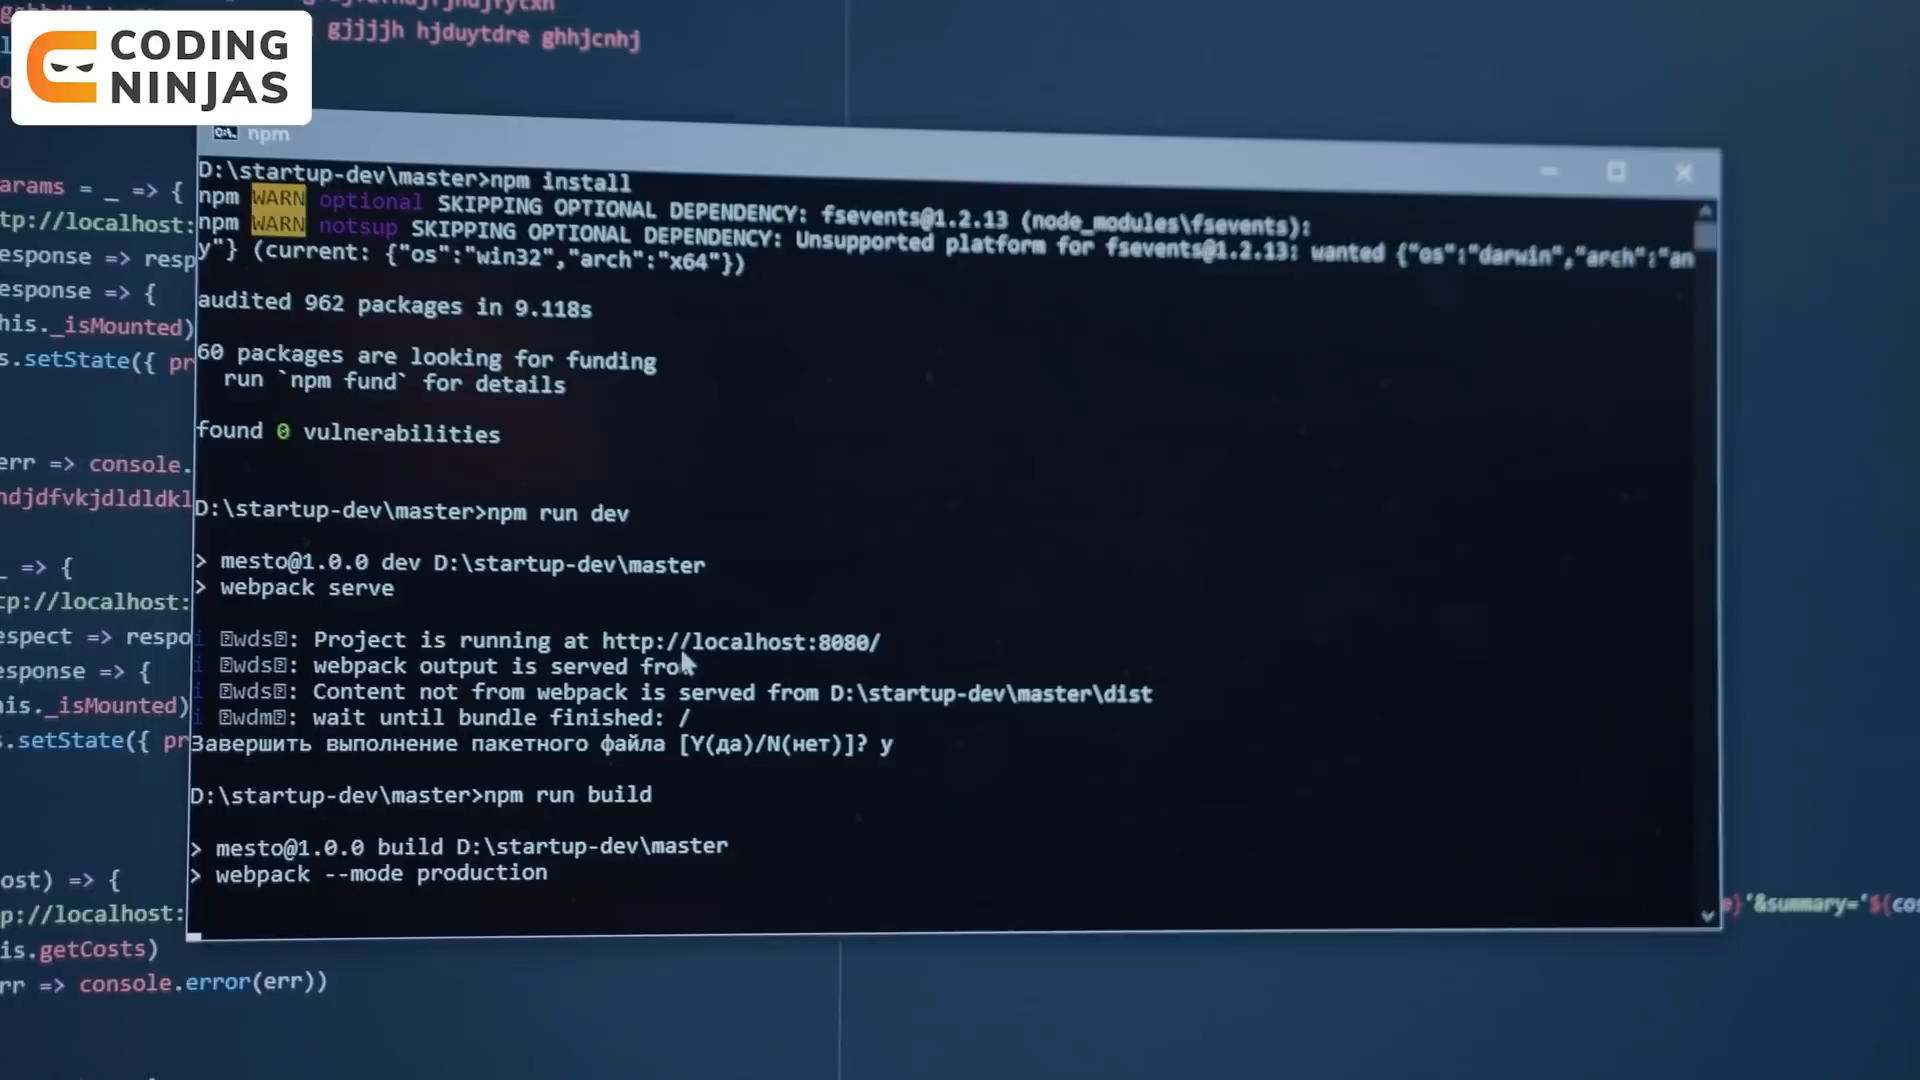 CODING
NINJAS
gjjjjh hjduytdre ghhjcnhj
npm
D:\startup-dev\master>npm install
npm WARN optional SKIPPING OPTIONAL DEPENDENCY: fsevents@1.2.13 (node_modules\fsevents):
npm WARN notsup SKIPPING OPTIONAL DEPENDENCY: Unsupported platform for fsevents@1.2.13: wanted {"os":"darwin","arch":"an
y"} (current: {"os":"win32","arch":"x64"})
audited 962 packages in 9.118s
60 packages are looking for funding
run `npm fund` for details
found 0 vulnerabilities
D:\startup-dev\master>npm run dev
> mesto@1.0.0 dev D:\startup-dev\master
> webpack serve
i ⍰wds⍰: Project is running at http://localhost:8080/
i ⍰wds⍰: webpack output is served from
i ⍰wds⍰: Content not from webpack is served from D:\startup-dev\master\dist
i ⍰wdm⍰: wait until bundle finished: /
Завершить выполнение пакетного файла [Y(да)/N(нет)]? y
D:\startup-dev\master>npm run build
> mesto@1.0.0 build D:\startup-dev\master
> webpack --mode production
arams = _ => {
tp://localhost:
esponse => resp
esponse => {
his._isMounted)
s.setState({ pr
err => console.
ndjdfvkjdldldkl
_ => {
cp://localhost:
espect => respo
esponse => {
his._isMounted)
s.setState({ pr
ost) => {
p://localhost:
is.getCosts)
rr => console.error(err))
}'&summary='${cos